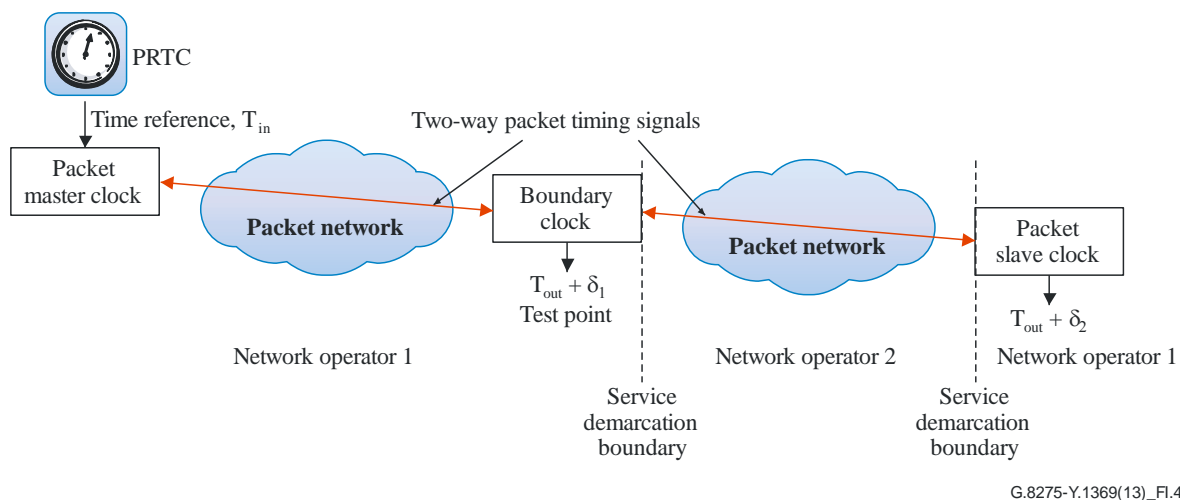 PRTC
Time reference, T_in
Two-way packet timing signals
Packet
master clock
Packet network
Boundary
clock
Packet network
Packet
slave clock
T_out + δ_1
Test point
T_out + δ_2
Network operator 1
Network operator 2
Network operator 1
Service
demarcation
boundary
Service
demarcation
boundary
G.8275-Y.1369(13)_FI.4